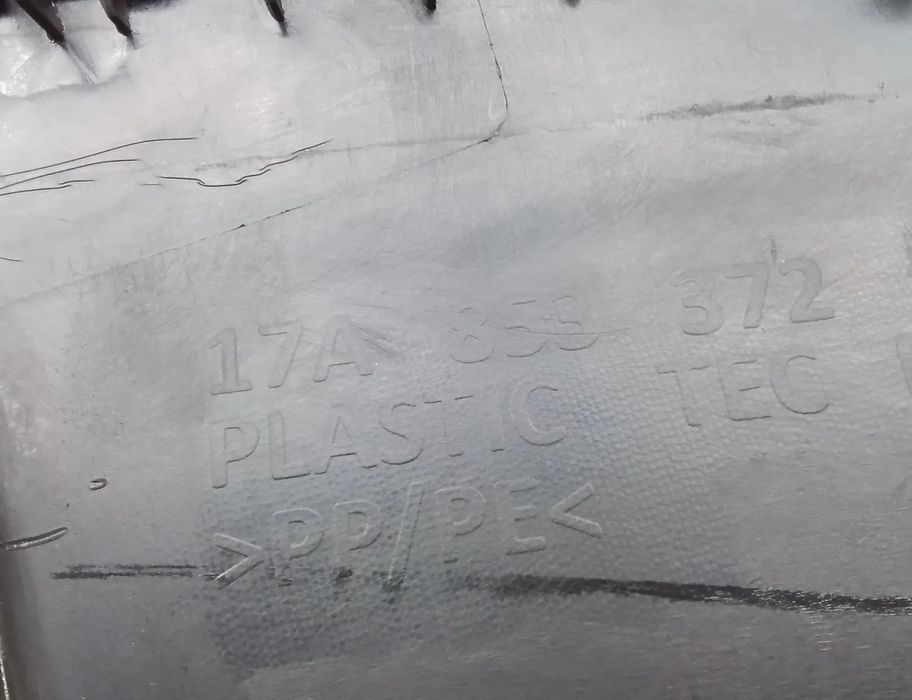 17A 853 372
PLASTIC TEC
>PP/PE<